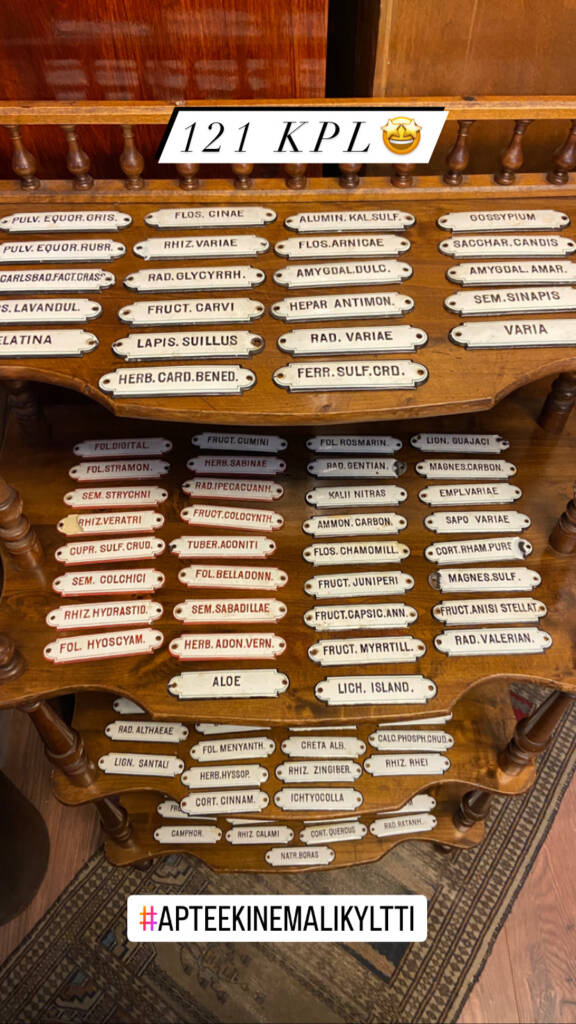 121 KPL
PULV. EQUOR.GRIS.
FLOS. CINAE
ALUMIN. KAL.SULF.
GOSSYPIUM
PULV. EQUOR.RUBR.
RHIZ.VARIAE
FLOS.ARNICAE
SACCHAR.CANDIS
CARLSBAD.FACT.CRASS
RAD. GLYCYRRH.
AMYGDAL.DULC.
AMYGDAL. AMAR.
S. LAVANDUL.
FRUCT. CARVI
HEPAR ANTIMON.
SEM. SINAPIS
ELATINA
LAPIS. SUILLUS
RAD. VARIAE
VARIA
HERB. CARD. BENED.
FERR. SULF. CRD.
FOL.DIGITAL.
FRUCT. CUMINI
FOL. ROSMARIN.
LIGN. GUAJACI
FOL. STRAMON.
HERB. SABINAE
RAD. GENTIAN.
MAGNES.CARBON.
SEM. STRYCHNI
RAD. IPECACUANH.
KALII NITRAS
EMPL.VARIAE
RHIZ.VERATRI
FRUCT. COLOCYNTH.
AMMON. CARBON.
SAPO VARIAE
CUPR. SULF. CRUD.
TUBER. ACONITI
FLOS. CHAMOMILL.
CORT. RHAM. PURF.
SEM. COLCHICI
FOL. BELLADONN.
FRUCT. JUNIPERI
MAGNES.SULF.
RHIZ. HYDRASTID.
SEM. SABADILLAE
FRUCT.CAPSIC.ANN.
FRUCT. ANISI STELLAT.
FOL. HYOSCYAM.
HERB. ADON. VERN.
FRUCT. MYRRTILL.
RAD. VALERIAN.
ALOE
LICH. ISLAND.
RAD. ALTHAEAE
FOL. MENYANTH.
CRETA ALB.
CALC.PHOSPH.CRUD.
LIGN. SANTALI
HERB. HYSSOP.
RHIZ. ZINGIBER.
RHIZ. RHEI
CORT. CINNAM.
ICHTYOCOLLA
CAMPHOR.
RHIZ. CALAMI
CORT. QUERCUS
RAD. RATANH.
NATR. BORAS
#APTEEKINEMALIKYLTTI